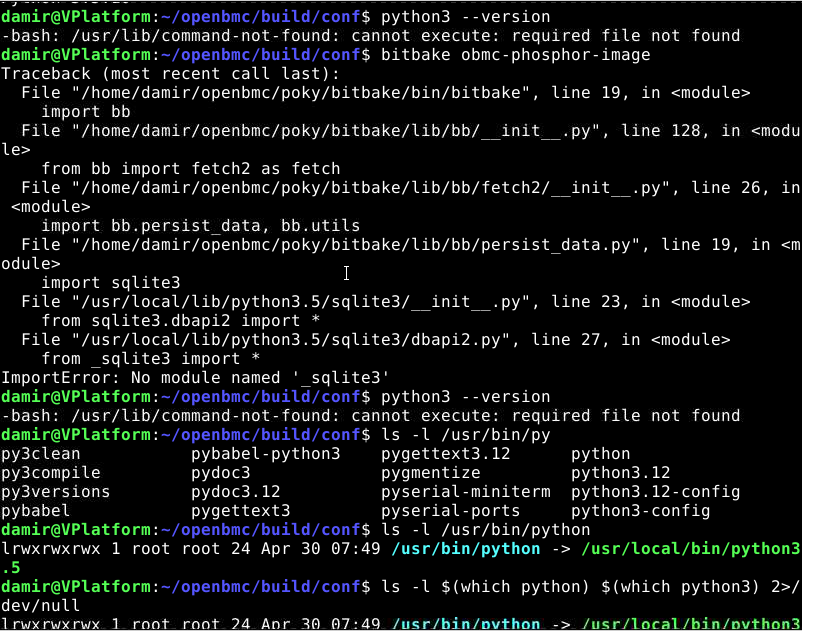 damir@VPlatform:~/openbmc/build/conf$ python3 --version
-bash: /usr/lib/command-not-found: cannot execute: required file not found
damir@VPlatform:~/openbmc/build/conf$ bitbake obmc-phosphor-image
Traceback (most recent call last):
  File "/home/damir/openbmc/poky/bitbake/bin/bitbake", line 19, in <module>
    import bb
  File "/home/damir/openbmc/poky/bitbake/lib/bb/__init__.py", line 128, in <modu
le>
    from bb import fetch2 as fetch
  File "/home/damir/openbmc/poky/bitbake/lib/bb/fetch2/__init__.py", line 26, in
 <module>
    import bb.persist_data, bb.utils
  File "/home/damir/openbmc/poky/bitbake/lib/bb/persist_data.py", line 19, in <m
odule>
    import sqlite3
  File "/usr/local/lib/python3.5/sqlite3/__init__.py", line 23, in <module>
    from sqlite3.dbapi2 import *
  File "/usr/local/lib/python3.5/sqlite3/dbapi2.py", line 27, in <module>
    from _sqlite3 import *
ImportError: No module named '_sqlite3'
damir@VPlatform:~/openbmc/build/conf$ python3 --version
-bash: /usr/lib/command-not-found: cannot execute: required file not found
damir@VPlatform:~/openbmc/build/conf$ ls -l /usr/bin/py
py3clean           pybabel-python3    pygettext3.12      python
py3compile         pydoc3             pygmentize         python3.12
py3versions        pydoc3.12          pyserial-miniterm  python3.12-config
pybabel            pygettext3         pyserial-ports     python3-config
damir@VPlatform:~/openbmc/build/conf$ ls -l /usr/bin/python
lrwxrwxrwx 1 root root 24 Apr 30 07:49 /usr/bin/python -> /usr/local/bin/python3
.5
damir@VPlatform:~/openbmc/build/conf$ ls -l $(which python) $(which python3) 2>/
dev/null
lrwxrwxrwx 1 root root 24 Apr 30 07:49 /usr/bin/python -> /usr/local/bin/python3